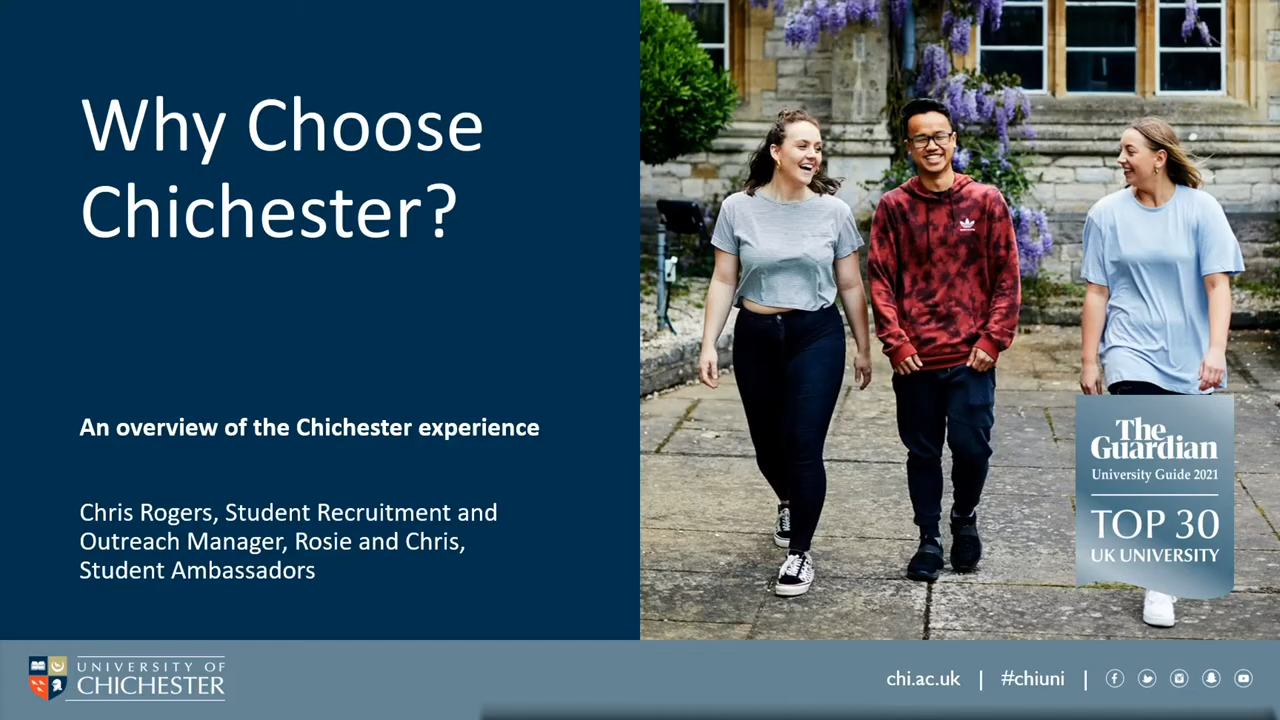 Why Choose
Chichester?
An overview of the Chichester experience
Chris Rogers, Student Recruitment and
Outreach Manager, Rosie and Chris,
Student Ambassadors
The
Guardian
University Guide 2021
TOP 30
UK UNIVERSITY
UNIVERSITY OF
CHICHESTER
chi.ac.uk | #chiuni |